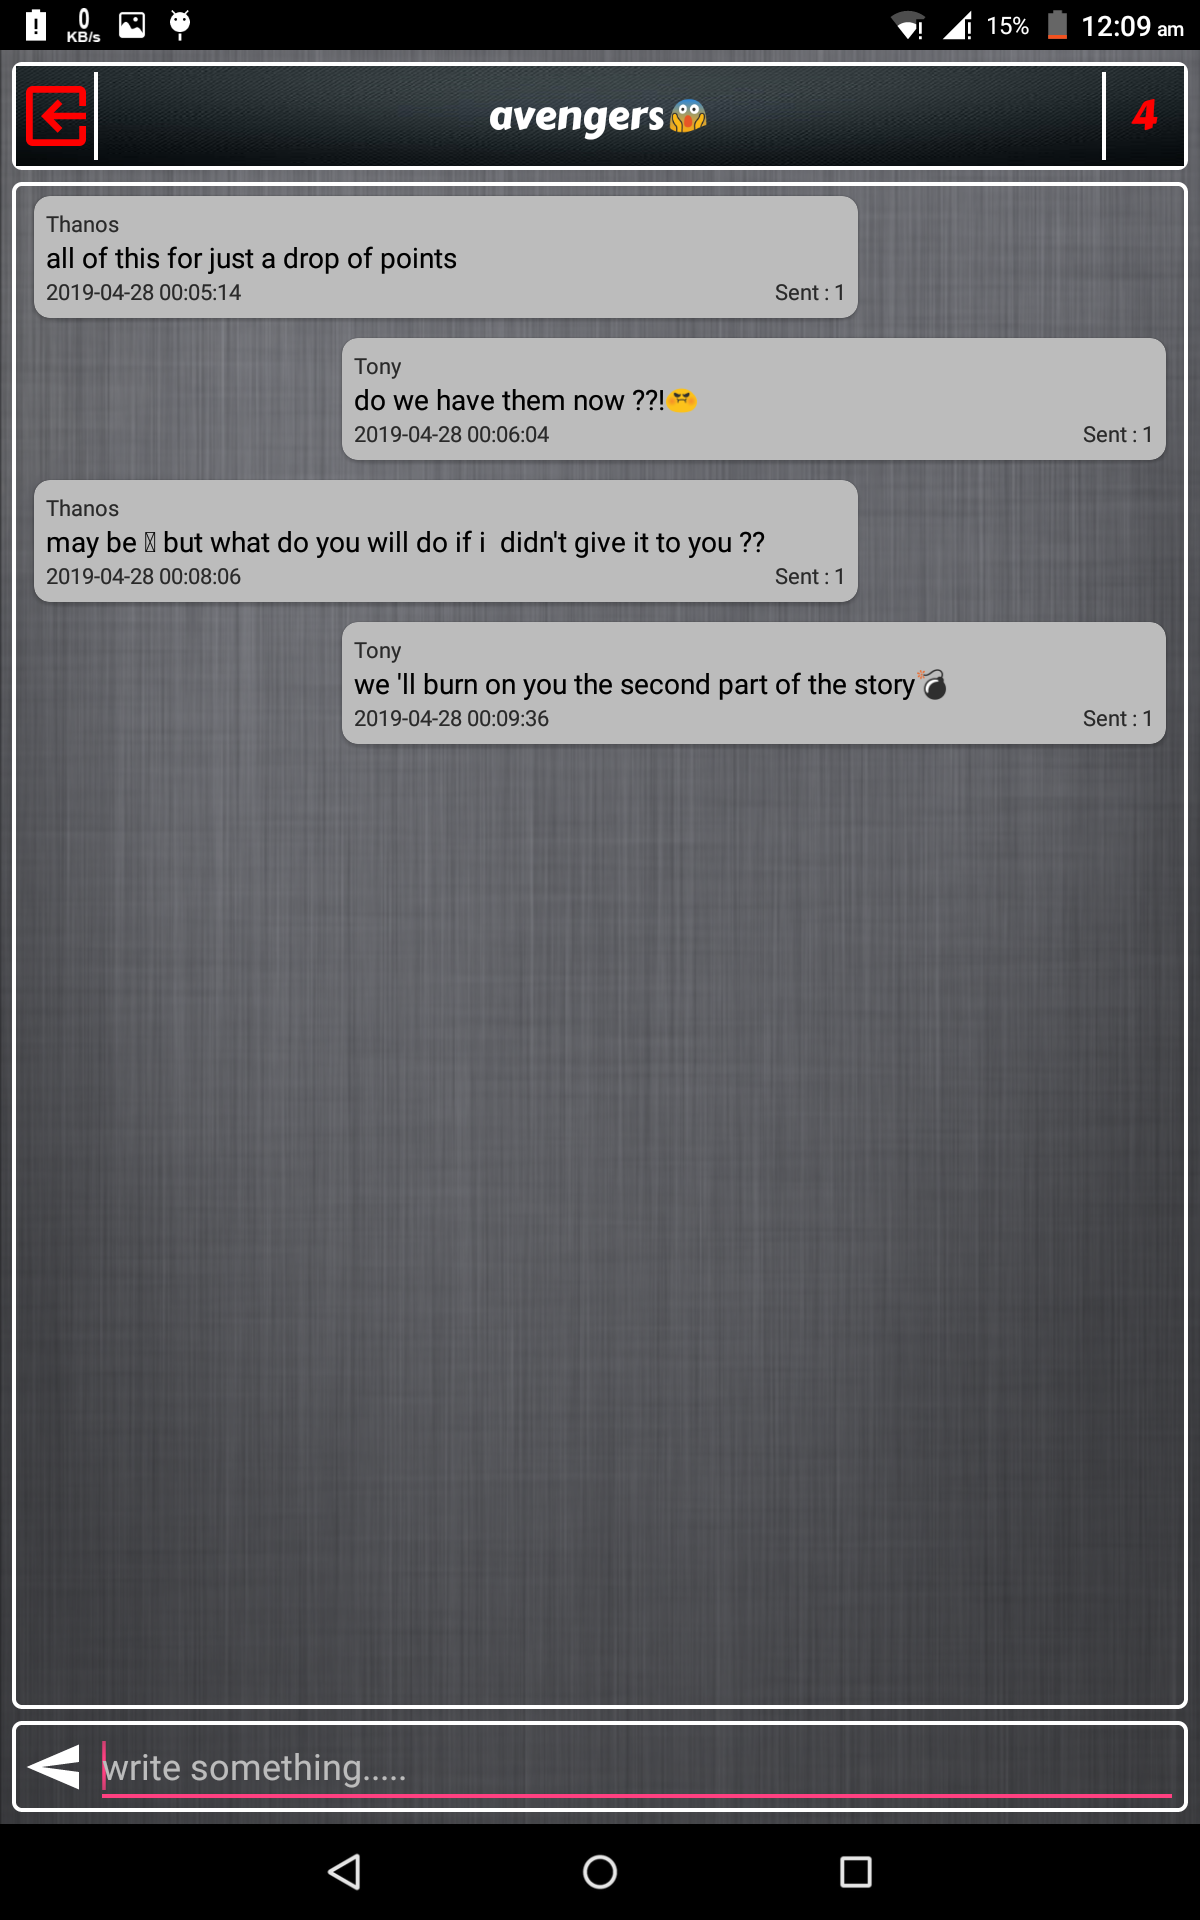 0
KB/s
15%
12:09 am
avengers😱
4
Thanos
all of this for just a drop of points
2019-04-28 00:05:14
Sent : 1
Tony
do we have them now ??!😡
2019-04-28 00:06:04
Sent : 1
Thanos
may be  but what do you will do if i  didn't give it to you ??
2019-04-28 00:08:06
Sent : 1
Tony
we 'll burn on you the second part of the story💣
2019-04-28 00:09:36
Sent : 1
write something.....